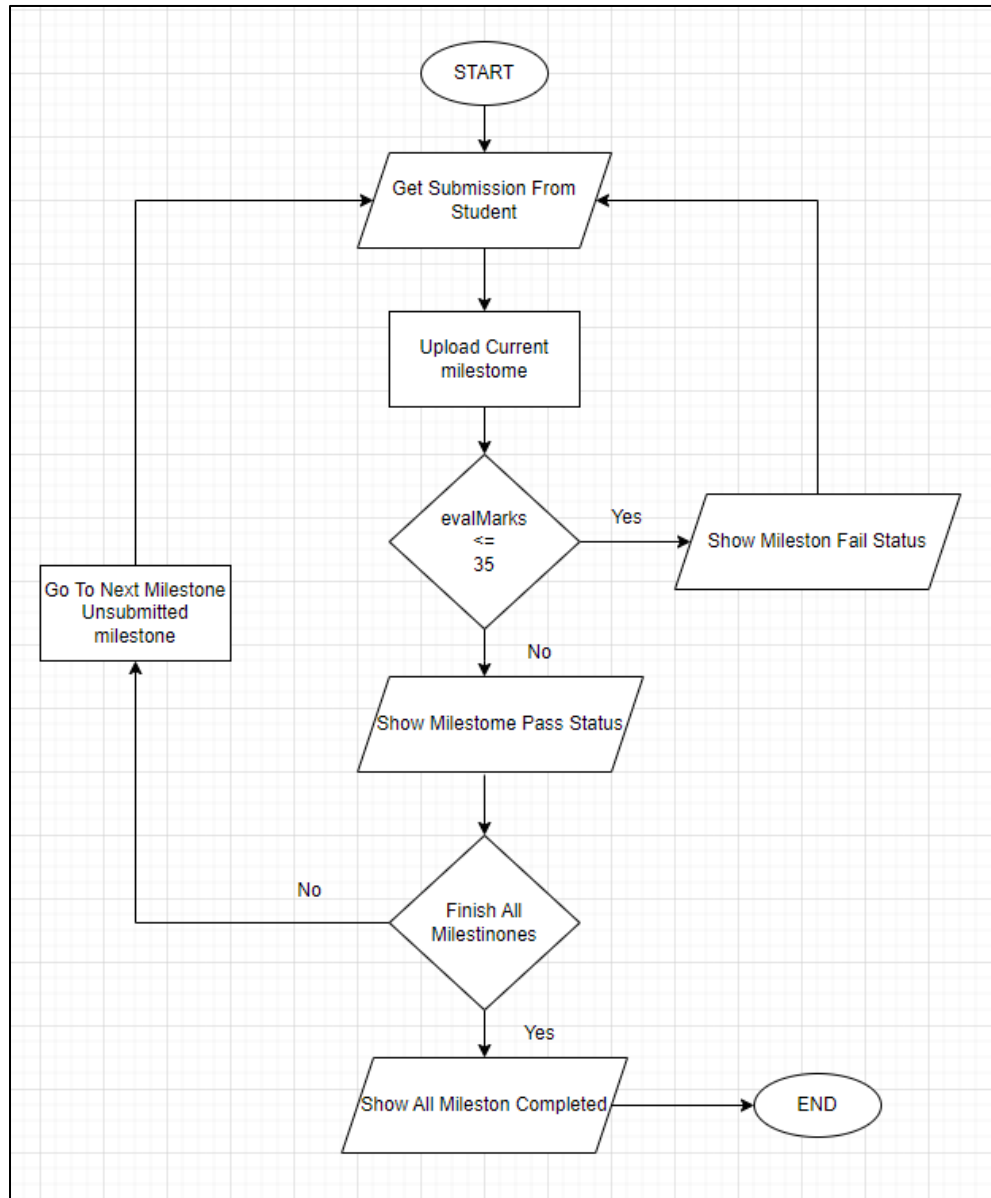 START
Get Submission From
Student
Upload Current
milestome
evalMarks
<=
35
Yes
Show Mileston Fail Status
Go To Next Milestone
Unsubmitted
milestone
No
Show Milestome Pass Status
No
Finish All
Milestinones
Yes
Show All Mileston Completed
END